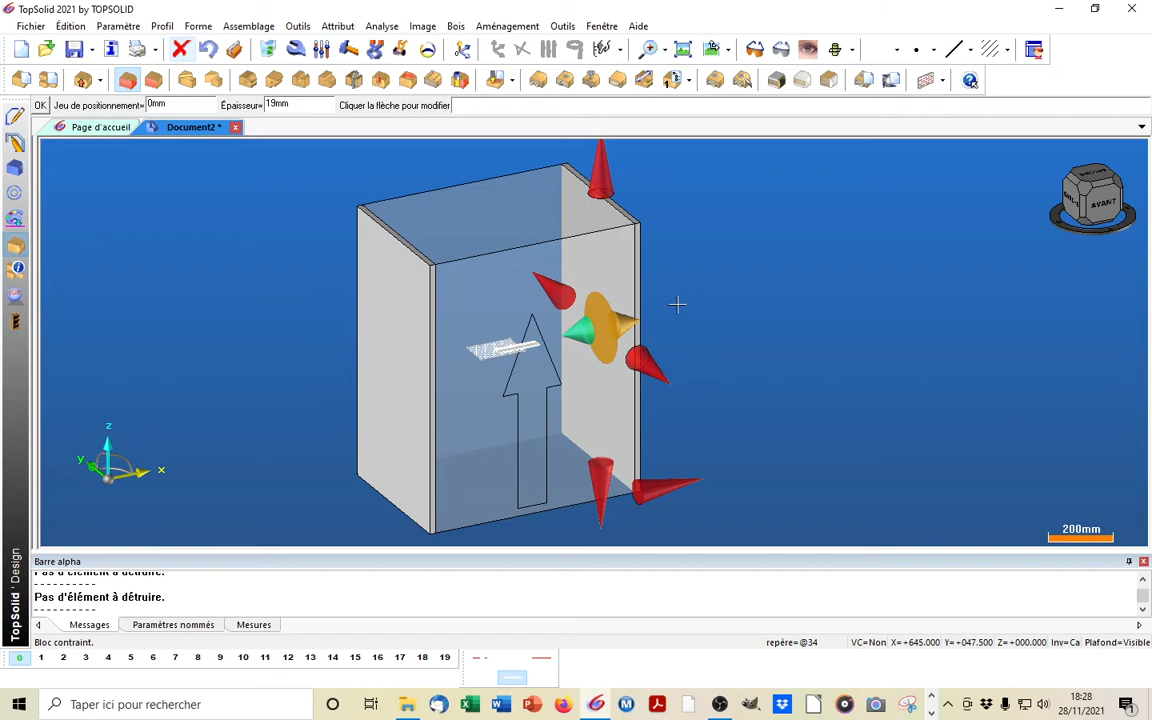 TopSolid 2021 by TOPSOLID
Fichier Édition Paramètre Profil Forme Assemblage Outils Attribut Analyse Image Bois Aménagement Outils Fenêtre Aide
OK Jeu de positionnement= 0mm Épaisseur= 19mm Cliquer la flèche pour modifier
Page d'accueil Document2 *
AVANT
z
y
x
200mm
TopSolid'Design
Barre alpha
Pas d'élément à détruire.
----------
Pas d'élément à détruire.
----------
Messages Paramètres nommés Mesures
Bloc contraint. repère=@34 VC=Non X= +645.000 Y= +047.500 Z= +000.000 Inv=Ca Plafond=Visible
0 1 2 3 4 5 6 7 8 9 10 11 12 13 14 15 16 17 18 19
Taper ici pour rechercher
18:28
28/11/2021